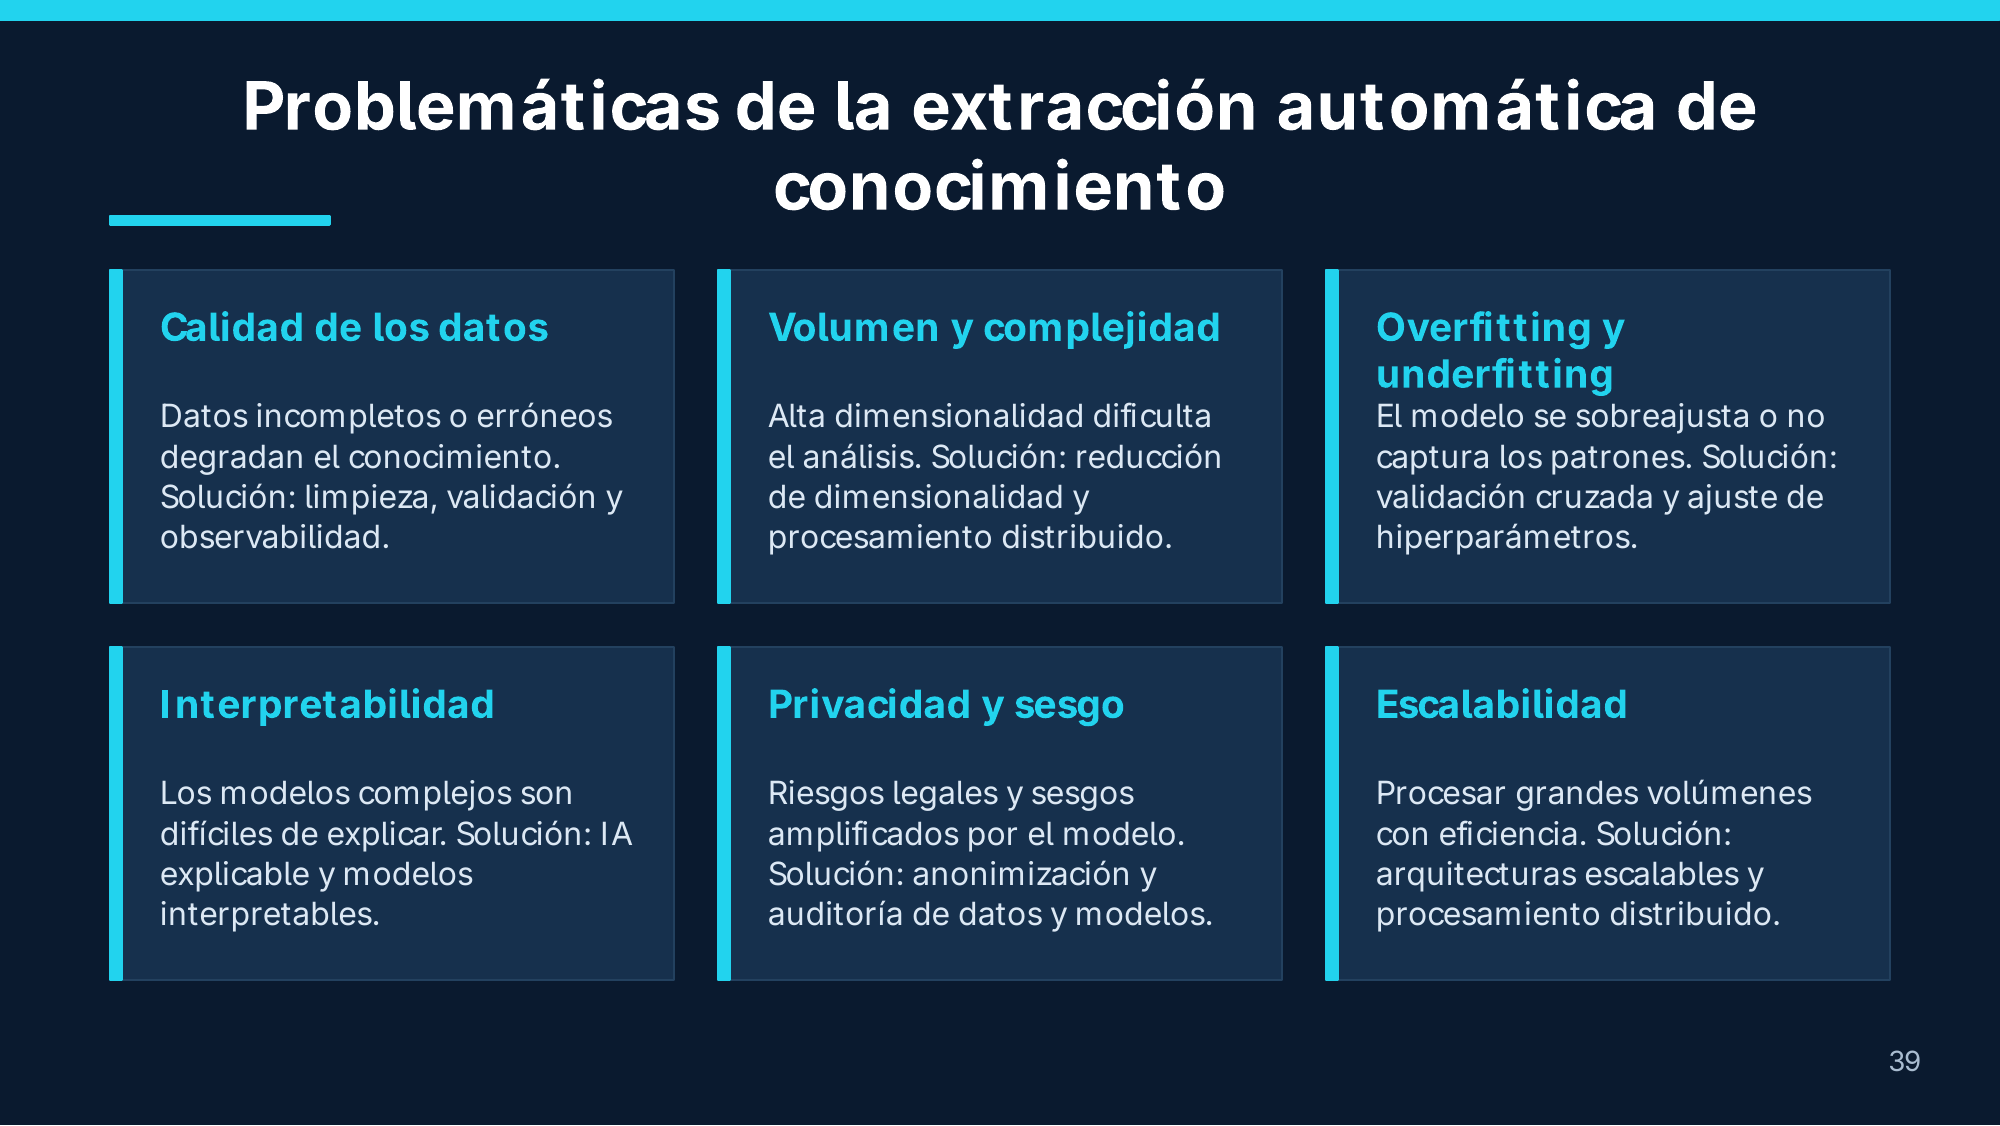 Problemáticas de la extracción automática de
conocimiento
Calidad de los datos
Datos incompletos o erróneos
degradan el conocimiento.
Solución: limpieza, validación y
observabilidad.
Volumen y complejidad
Alta dimensionalidad dificulta
el análisis. Solución: reducción
de dimensionalidad y
procesamiento distribuido.
Overfitting y
underfitting
El modelo se sobreajusta o no
captura los patrones. Solución:
validación cruzada y ajuste de
hiperparámetros.
Interpretabilidad
Los modelos complejos son
difíciles de explicar. Solución: IA
explicable y modelos
interpretables.
Privacidad y sesgo
Riesgos legales y sesgos
amplificados por el modelo.
Solución: anonimización y
auditoría de datos y modelos.
Escalabilidad
Procesar grandes volúmenes
con eficiencia. Solución:
arquitecturas escalables y
procesamiento distribuido.
39